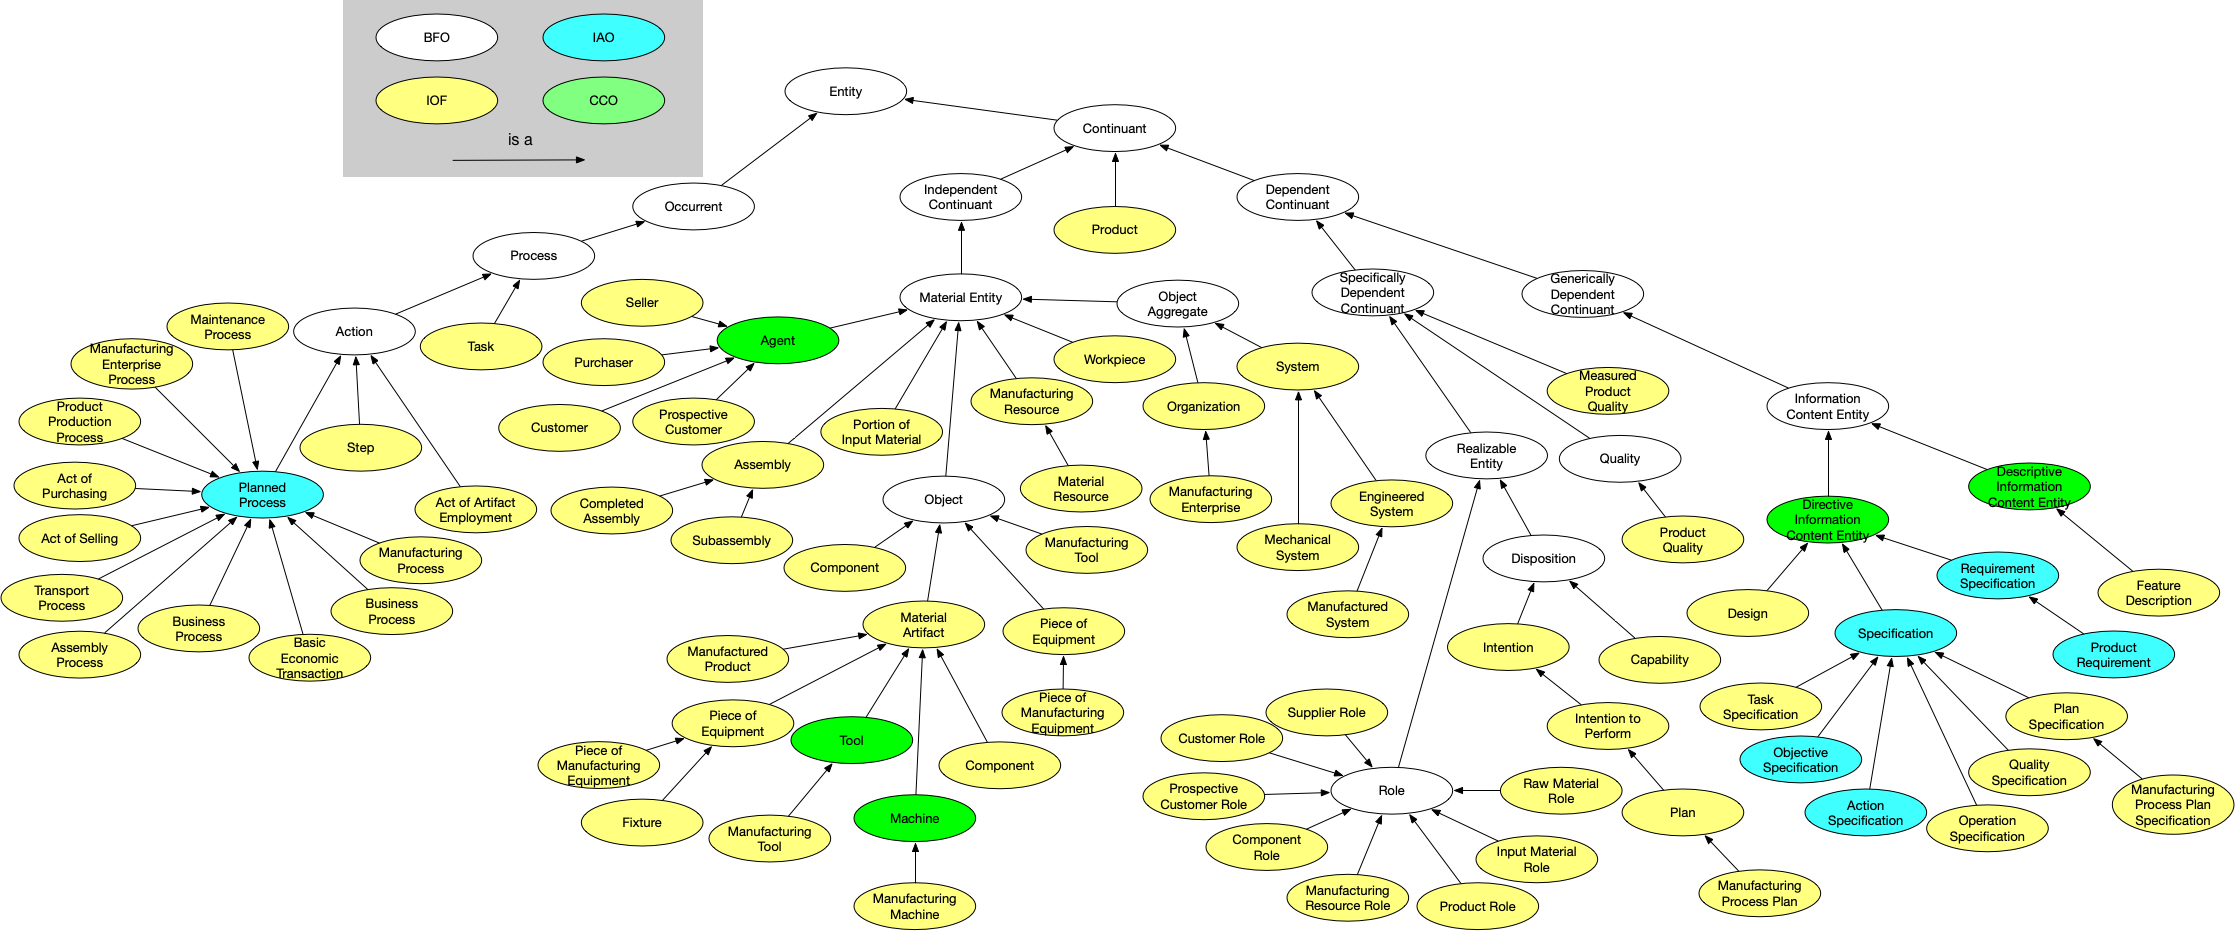 BFO
IAO
IOF
CCO
is a
Entity
Continuant
Occurrent
Independent
Continuant
Dependent
Continuant
Product
Process
Specifically
Dependent
Continuant
Generically
Dependent
Continuant
Material Entity
Object
Aggregate
Seller
Maintenance
Process
Action
Task
Agent
Purchaser
Workpiece
System
Manufacturing
Enterprise
Process
Measured
Product
Quality
Manufacturing
Resource
Organization
Information
Content Entity
Product
Production
Process
Customer
Prospective
Customer
Portion of
Input Material
Step
Assembly
Realizable
Entity
Quality
Act of
Purchasing
Planned
Process
Act of Artifact
Employment
Completed
Assembly
Object
Material
Resource
Manufacturing
Enterprise
Engineered
System
Descriptive
Information
Content Entity
Directive
Information
Content Entity
Act of Selling
Manufacturing
Process
Subassembly
Component
Manufacturing
Tool
Mechanical
System
Disposition
Product
Quality
Requirement
Specification
Feature
Description
Transport
Process
Business
Process
Business
Process
Material
Artifact
Piece of
Equipment
Manufactured
System
Design
Specification
Assembly
Process
Basic
Economic
Transaction
Manufactured
Product
Intention
Capability
Product
Requirement
Piece of
Equipment
Tool
Piece of
Manufacturing
Equipment
Supplier Role
Customer Role
Intention to
Perform
Task
Specification
Plan
Specification
Piece of
Manufacturing
Equipment
Component
Objective
Specification
Quality
Specification
Prospective
Customer Role
Role
Raw Material
Role
Fixture
Manufacturing
Tool
Machine
Plan
Action
Specification
Operation
Specification
Manufacturing
Process Plan
Specification
Component
Role
Input Material
Role
Manufacturing
Machine
Manufacturing
Resource Role
Product Role
Manufacturing
Process Plan